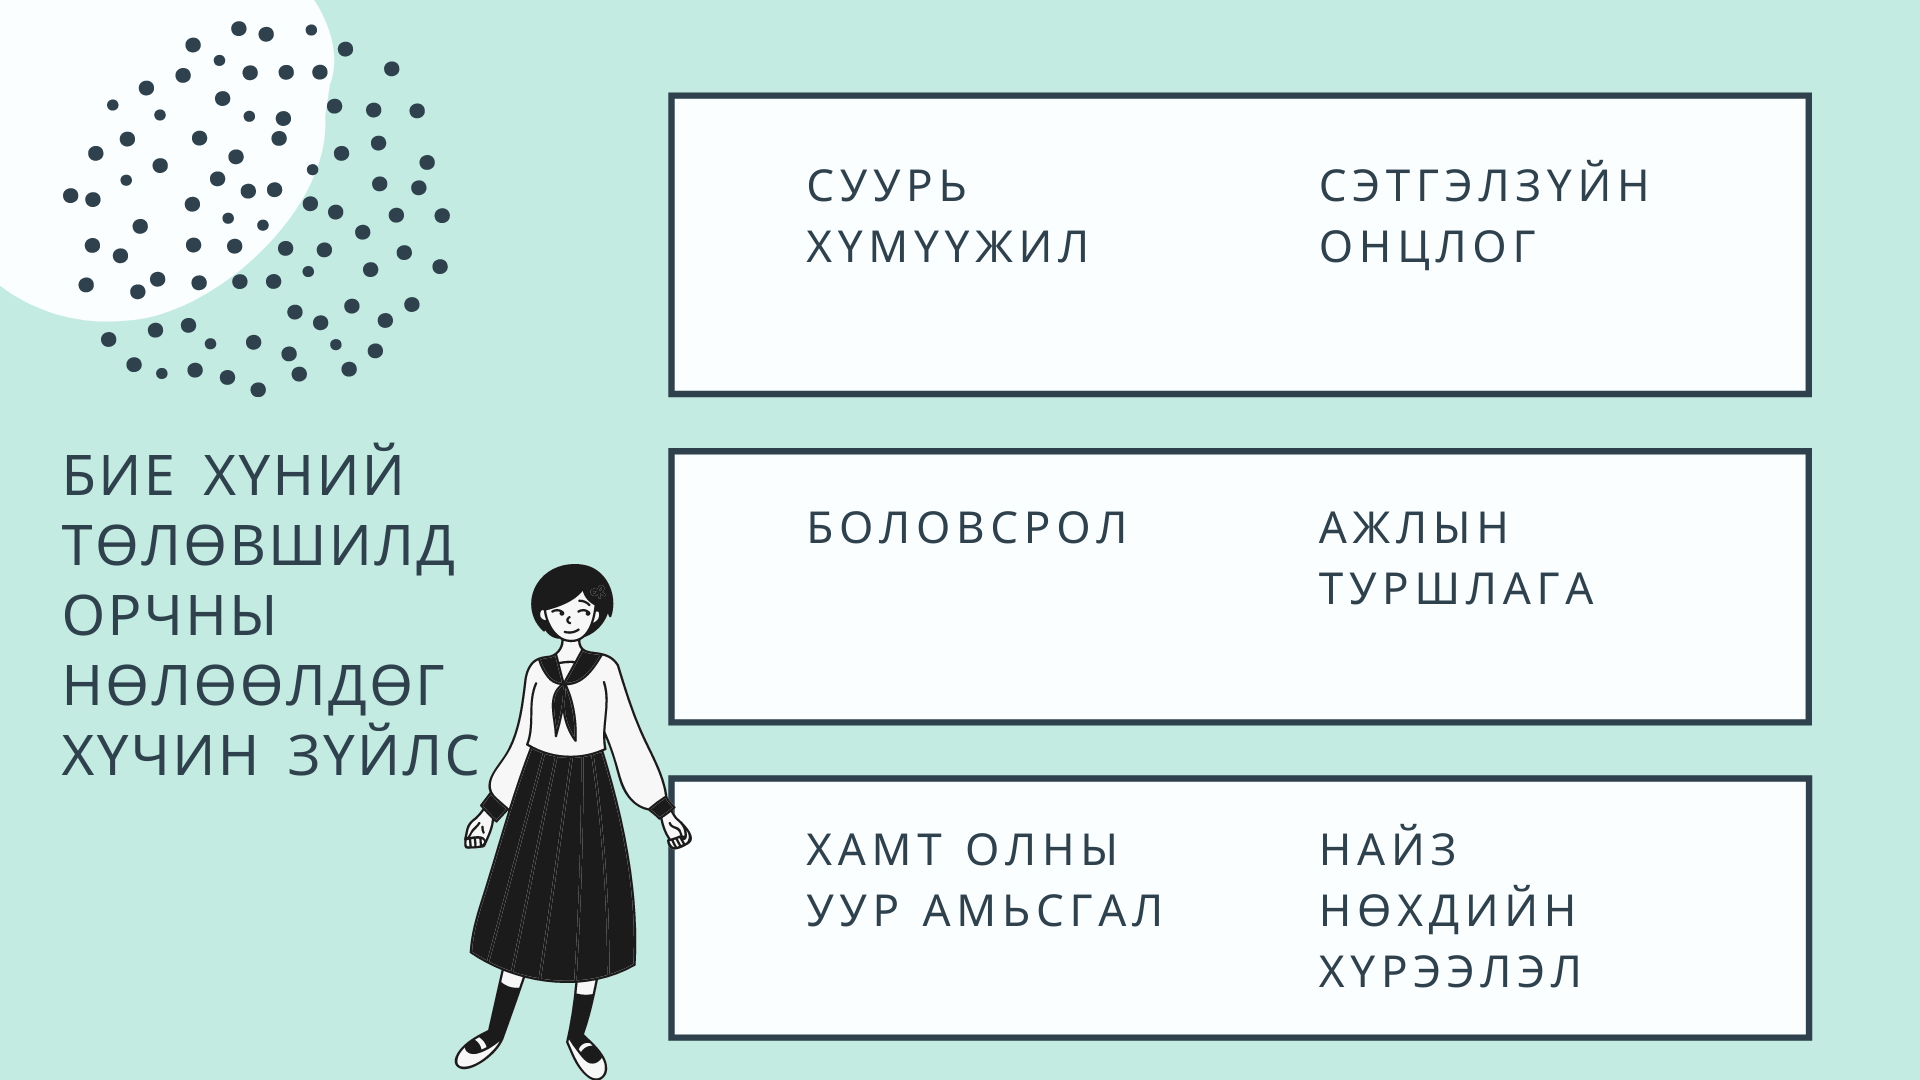 БИЕ ХҮНИЙ
ТӨЛӨВШИЛД
ОРЧНЫ
НӨЛӨӨЛДӨГ
ХҮЧИН ЗҮЙЛС
СУУРЬ
ХҮМҮҮЖИЛ
СЭТГЭЛЗҮЙН
ОНЦЛОГ
БОЛОВСРОЛ
АЖЛЫН
ТУРШЛАГА
ХАМТ ОЛНЫ
УУР АМЬСГАЛ
НАЙЗ
НӨХДИЙН
ХҮРЭЭЛЭЛ